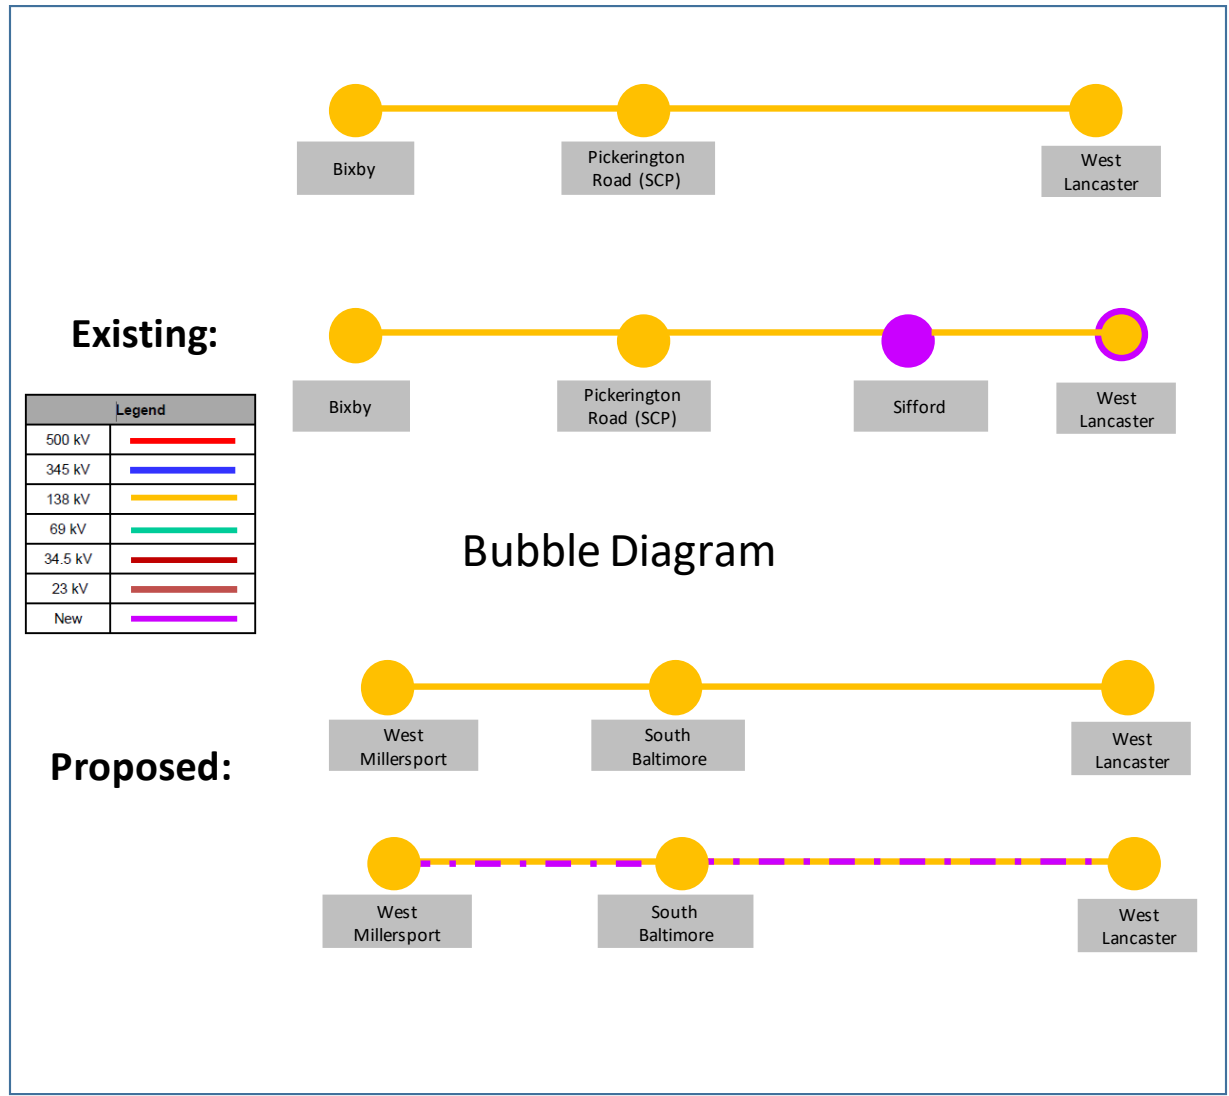 Bixby
Pickerington
Road (SCP)
West
Lancaster
Existing:
Bixby
Pickerington
Road (SCP)
Sifford
West
Lancaster
Legend
500 kV
345 kV
138 kV
69 kV
34.5 kV
23 kV
New
Bubble Diagram
West
Millersport
South
Baltimore
West
Lancaster
Proposed:
West
Millersport
South
Baltimore
West
Lancaster